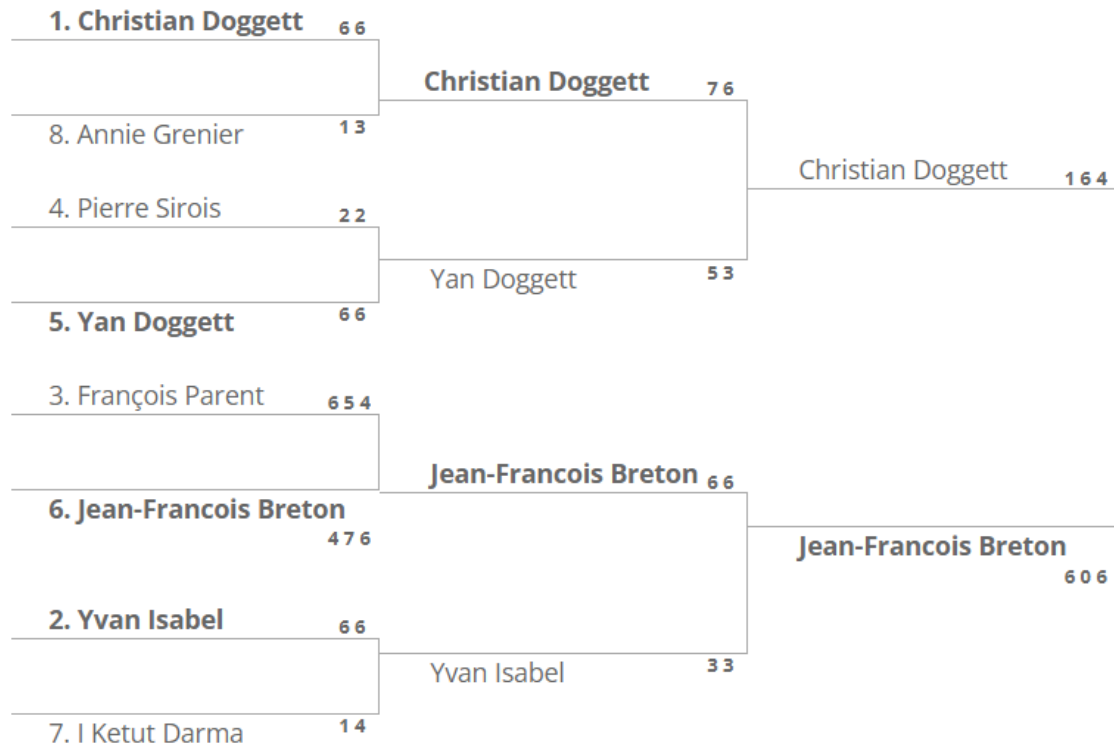 1. Christian Doggett 6 6
8. Annie Grenier 1 3
4. Pierre Sirois 2 2
5. Yan Doggett 6 6
3. François Parent 6 5 4
6. Jean-Francois Breton
4 7 6
2. Yvan Isabel 6 6
7. I Ketut Darma 1 4
Christian Doggett 7 6
Yan Doggett 5 3
Jean-Francois Breton 6 6
Yvan Isabel 3 3
Christian Doggett 1 6 4
Jean-Francois Breton
6 0 6